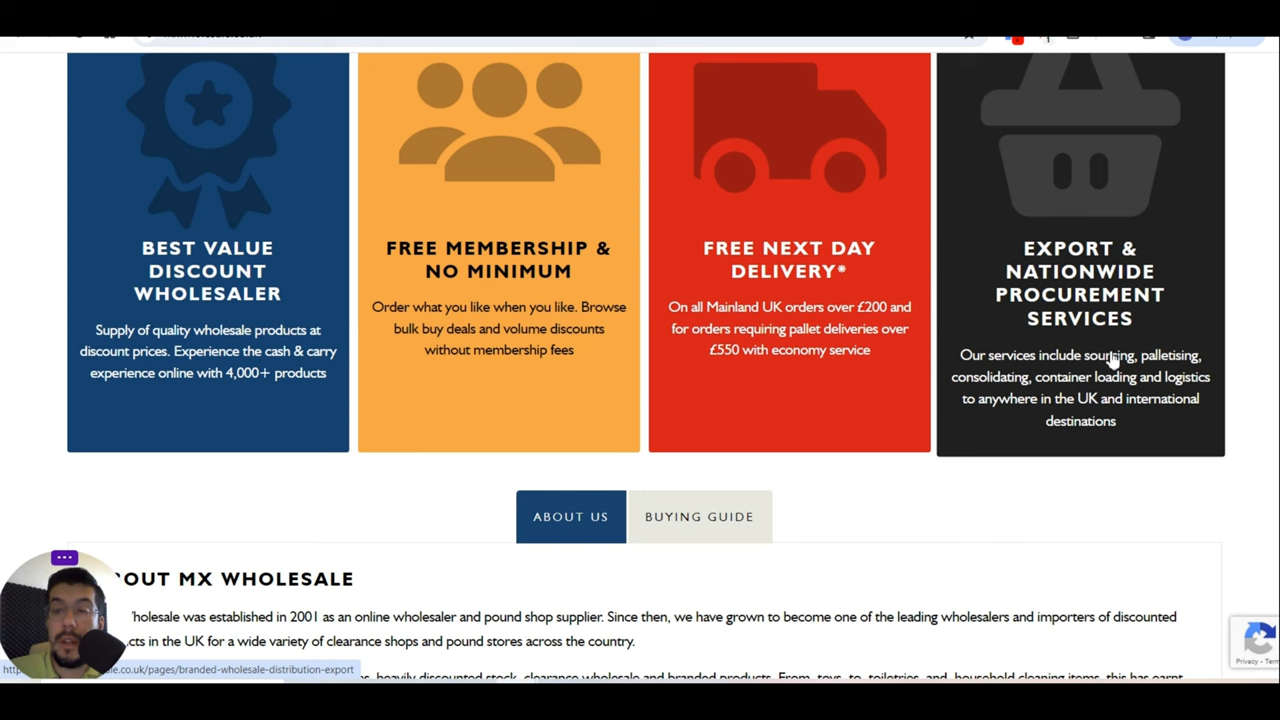 BEST VALUE
DISCOUNT
WHOLESALER
Supply of quality wholesale products at
discount prices. Experience the cash & carry
experience online with 4,000+ products
FREE MEMBERSHIP &
NO MINIMUM
Order what you like when you like. Browse
bulk buy deals and volume discounts
without membership fees
FREE NEXT DAY
DELIVERY*
On all Mainland UK orders over £200 and
for orders requiring pallet deliveries over
£550 with economy service
EXPORT &
NATIONWIDE
PROCUREMENT
SERVICES
Our services include sourcing, palletising,
consolidating, container loading and logistics
to anywhere in the UK and international
destinations
ABOUT US
BUYING GUIDE
OUT MX WHOLESALE
holesale was established in 2001 as an online wholesaler and pound shop supplier. Since then, we have grown to become one of the leading wholesalers and importers of discounted
cts in the UK for a wide variety of clearance shops and pound stores across the country.
heavily discounted stock, clearance wholesale and branded products. From toys to toiletries and household cleaning items, this has earnt
ale.co.uk/pages/branded-wholesale-distribution-export
Privacy - Term